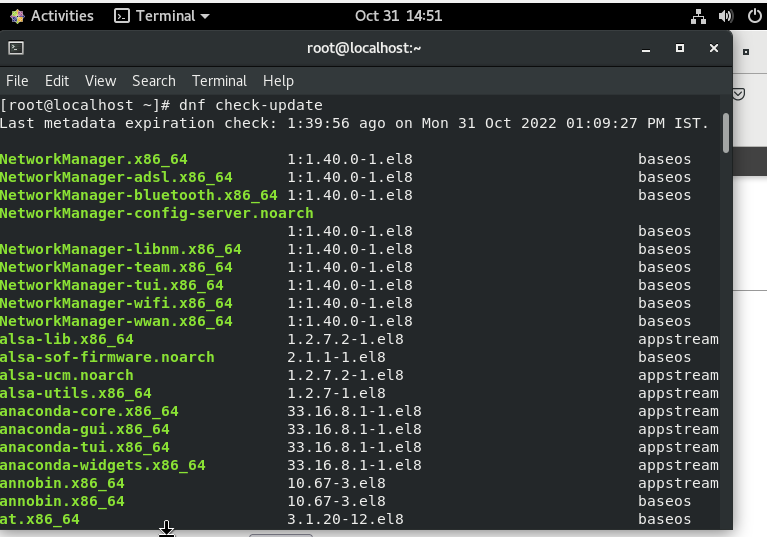 Activities Terminal Oct 31 14:51
root@localhost:~
File Edit View Search Terminal Help
[root@localhost ~]# dnf check-update
Last metadata expiration check: 1:39:56 ago on Mon 31 Oct 2022 01:09:27 PM IST.
NetworkManager.x86_64 1:1.40.0-1.el8 baseos
NetworkManager-adsl.x86_64 1:1.40.0-1.el8 baseos
NetworkManager-bluetooth.x86_64 1:1.40.0-1.el8 baseos
NetworkManager-config-server.noarch
1:1.40.0-1.el8 baseos
NetworkManager-libnm.x86_64 1:1.40.0-1.el8 baseos
NetworkManager-team.x86_64 1:1.40.0-1.el8 baseos
NetworkManager-tui.x86_64 1:1.40.0-1.el8 baseos
NetworkManager-wifi.x86_64 1:1.40.0-1.el8 baseos
NetworkManager-wwan.x86_64 1:1.40.0-1.el8 baseos
alsa-lib.x86_64 1.2.7.2-1.el8 appstream
alsa-sof-firmware.noarch 2.1.1-1.el8 baseos
alsa-ucm.noarch 1.2.7.2-1.el8 appstream
alsa-utils.x86_64 1.2.7-1.el8 appstream
anaconda-core.x86_64 33.16.8.1-1.el8 appstream
anaconda-gui.x86_64 33.16.8.1-1.el8 appstream
anaconda-tui.x86_64 33.16.8.1-1.el8 appstream
anaconda-widgets.x86_64 33.16.8.1-1.el8 appstream
annobin.x86_64 10.67-3.el8 appstream
annobin.x86_64 10.67-3.el8 baseos
at.x86_64 3.1.20-12.el8 baseos